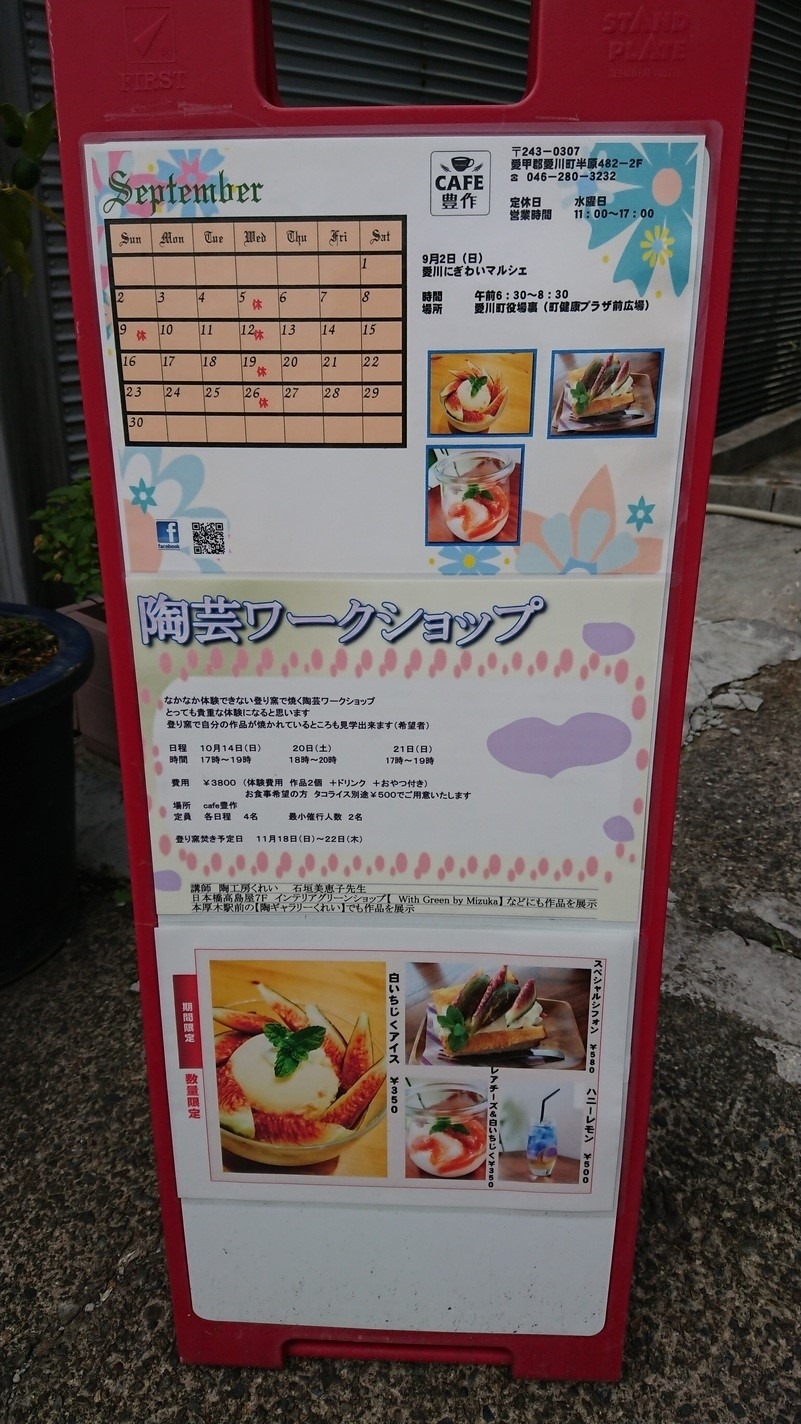 FIRST
STAND
PLATE
September
Sun Mon Tue Wed Thu Fri Sat
1
2 3 4 5休 6 7 8
9休 10 11 12休 13 14 15
16 17 18 19休 20 21 22
23 24 25 26休 27 28 29
30
facebook
CAFE
豊作
〒243-0307
愛甲郡愛川町半原482-2F
☎ 046-280-3232
定休日 水曜日
営業時間 11:00~17:00
9月2日(日)
愛川にぎわいマルシェ
時間 午前6:30~8:30
場所 愛川町役場裏(町健康プラザ前広場)
陶芸ワークショップ
なかなか体験できない登り窯で焼く陶芸ワークショップ
とっても貴重な体験になると思います
登り窯で自分の作品が焼かれているところも見学出来ます(希望者)
日程 10月14日(日) 20日(土) 21日(日)
時間 17時~19時 18時~20時 17時~19時
費用 ¥3800 (体験費用 作品2個 +ドリンク +おやつ付き)
お食事希望の方 タコライス別途¥500でご用意いたします
場所 cafe豊作
定員 各日程 4名 最小催行人数 2名
登り窯焚き予定日 11月18日(日)~22日(木)
講師 陶工房くれい 石垣美恵子先生
日本橋高島屋7F インテリアグリーンショップ【 With Green by Mizuka】などにも作品を展示
本厚木駅前の【陶ギャラリーくれい】でも作品を展示
期間限定
数量限定
白いちじくアイス ¥350
スペシャルシフォン ¥580
レアチーズ&白いちじく¥350
ハニーレモン ¥500